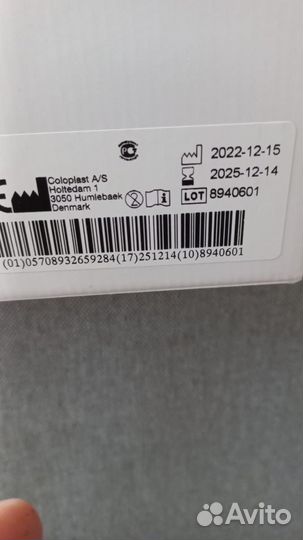 Coloplast A/S
Holtedam 1
3050 Humlebaek
Denmark
2022-12-15
2025-12-14
LOT 8940601
(01)05708932659284(17)251214(10)8940601
Avito